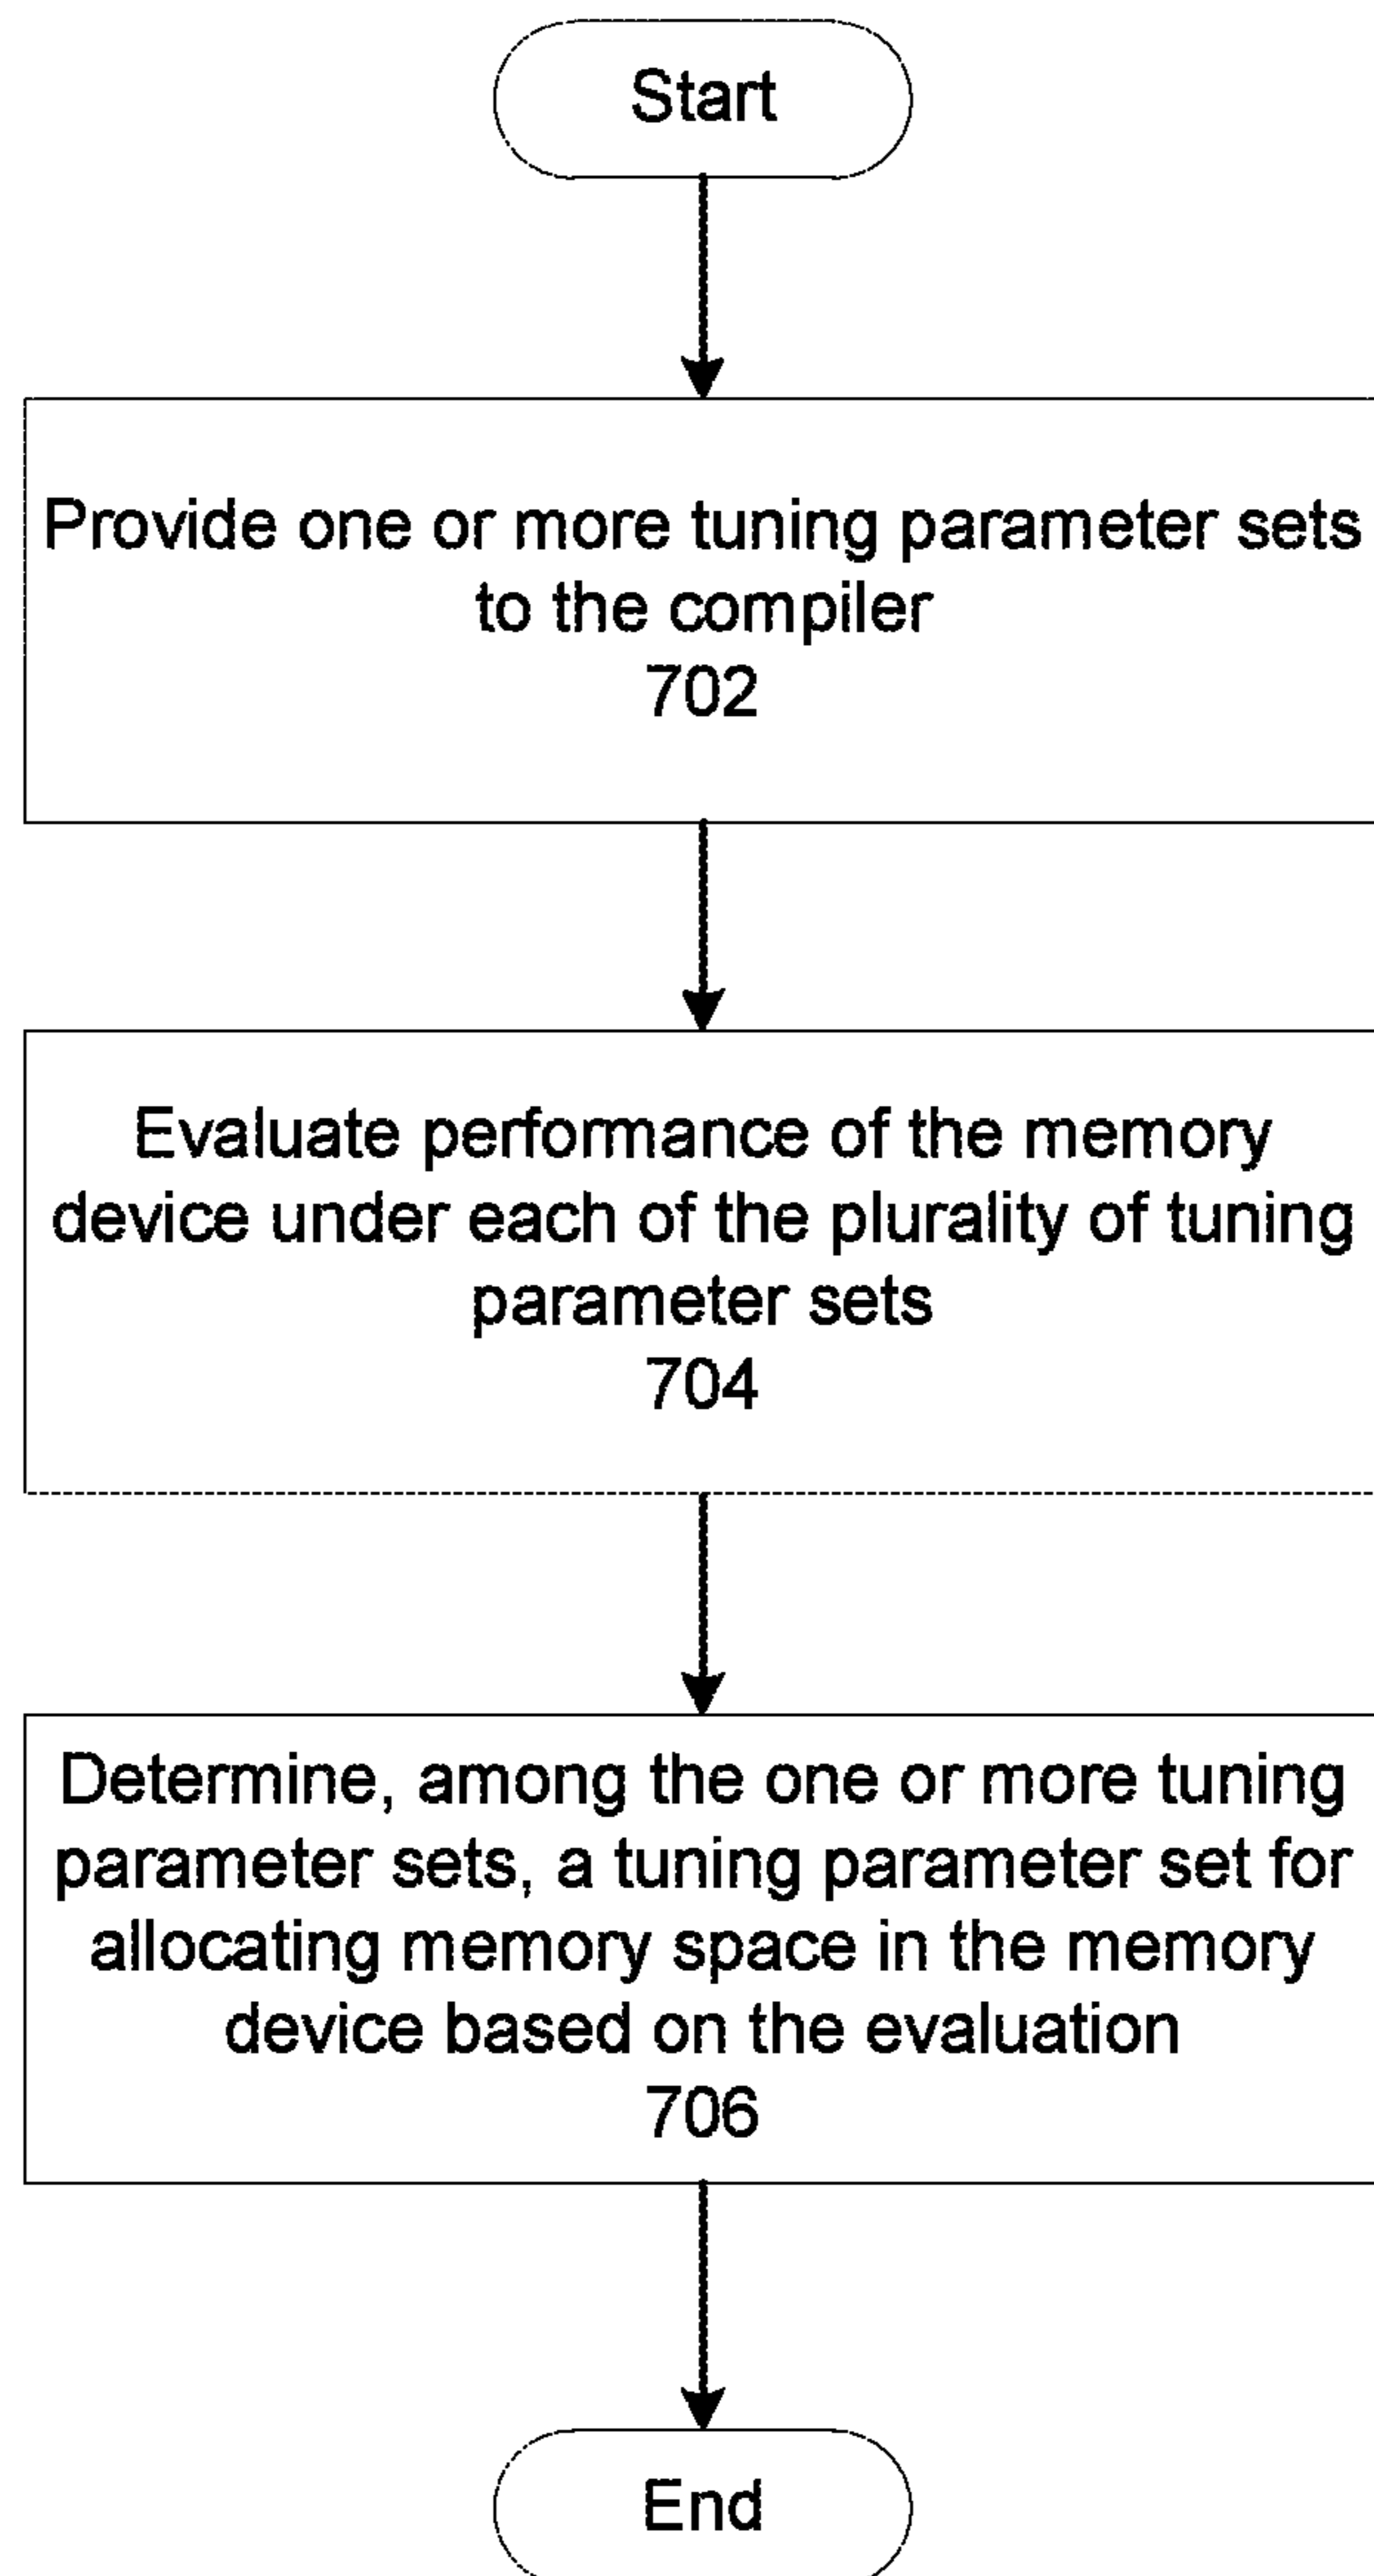 Start
Provide one or more tuning parameter sets
to the compiler
702
Evaluate performance of the memory
device under each of the plurality of tuning
parameter sets
704
Determine, among the one or more tuning
parameter sets, a tuning parameter set for
allocating memory space in the memory
device based on the evaluation
706
End